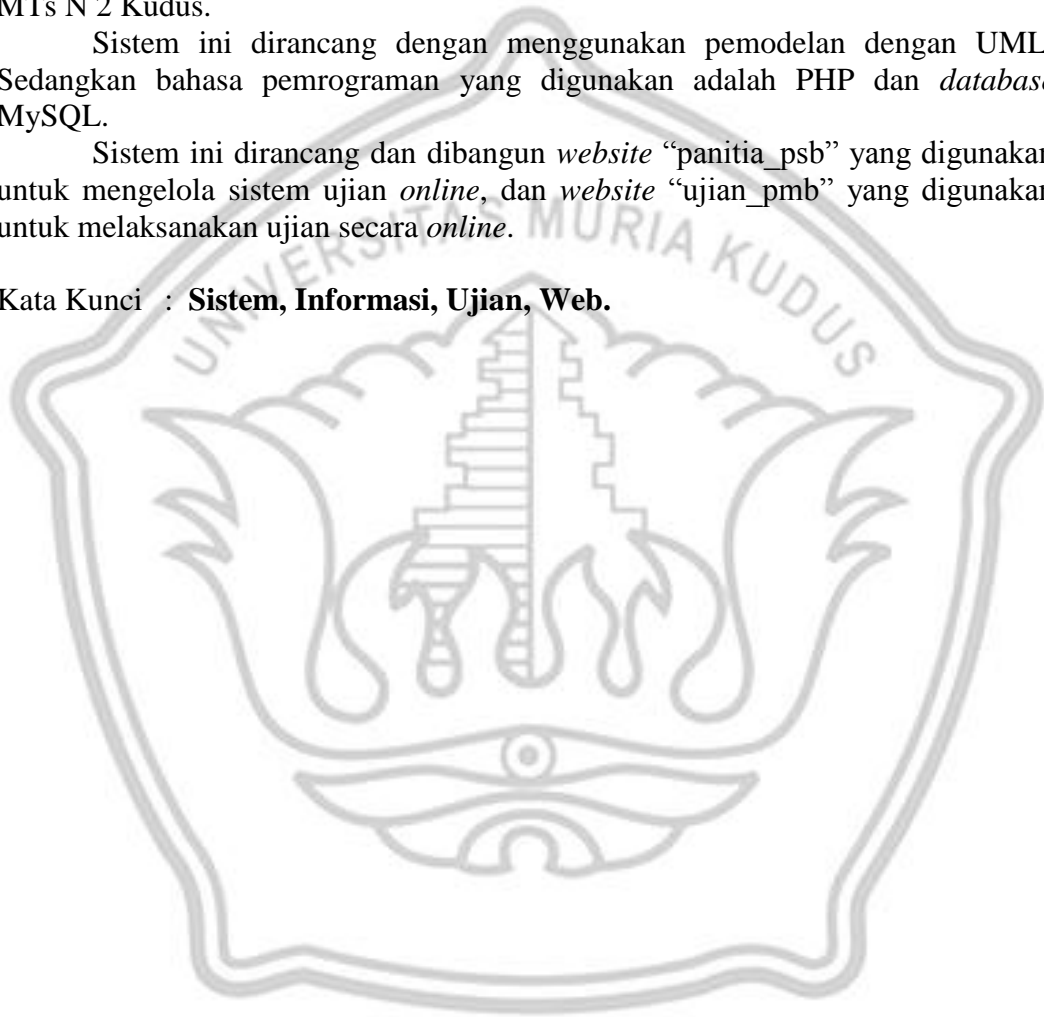 MTs N 2 Kudus.
Sistem ini dirancang dengan menggunakan pemodelan dengan UML
Sedangkan bahasa pemrograman yang digunakan adalah PHP dan database
MySQL.
Sistem ini dirancang dan dibangun website “panitia_psb” yang digunakan
untuk mengelola sistem ujian online, dan website “ujian_pmb” yang digunakan
untuk melaksanakan ujian secara online.
Kata Kunci : Sistem, Informasi, Ujian, Web.
UNIVERSITAS MURIA KUDUS